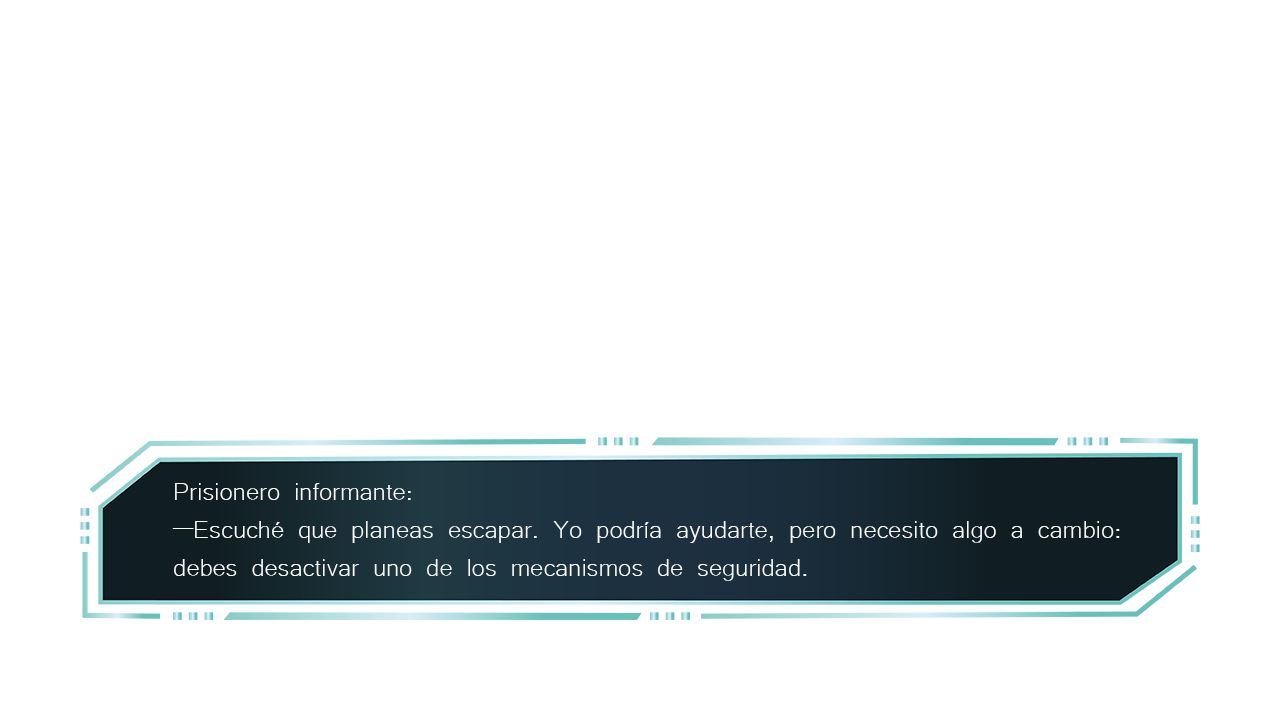 Prisionero informante:
—Escuché que planeas escapar. Yo podría ayudarte, pero necesito algo a cambio:
debes desactivar uno de los mecanismos de seguridad.